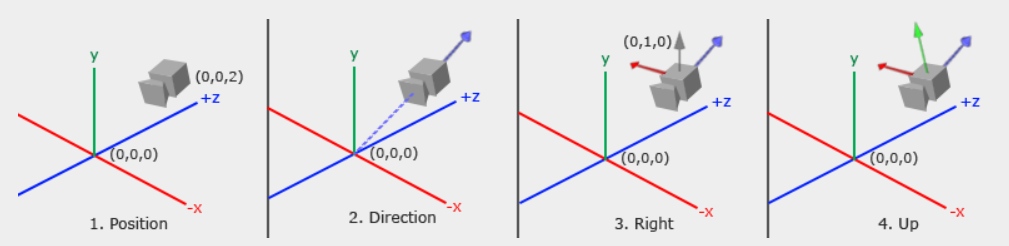 y
(0,0,2)
+z
(0,0,0)
-x
1. Position
y
+z
(0,0,0)
-x
2. Direction
(0,1,0)
y
+z
(0,0,0)
-x
3. Right
y
+z
(0,0,0)
-x
4. Up